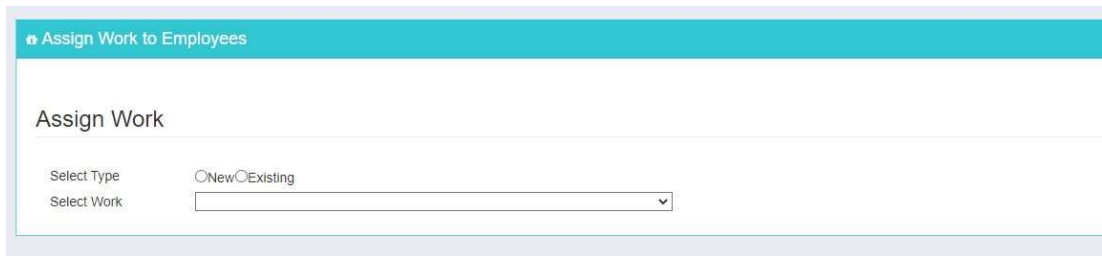 Assign Work to Employees
Assign Work
Select Type New Existing
Select Work